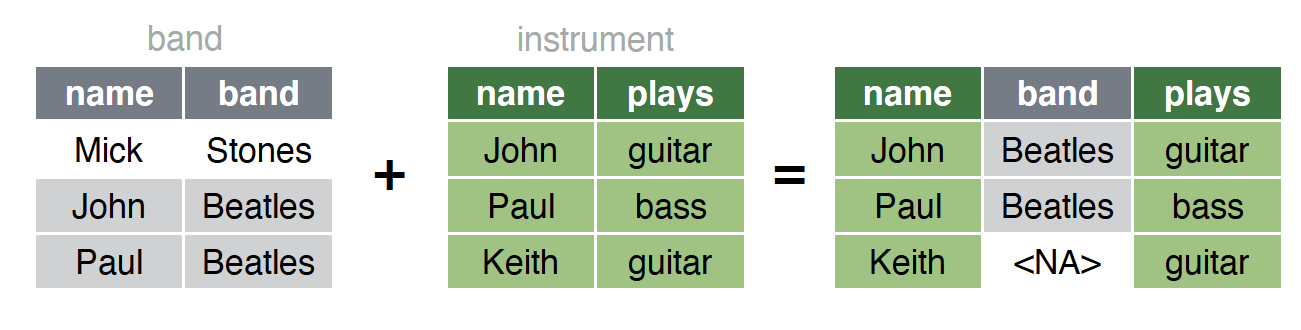 band instrument
name band name plays name band plays
Mick Stones John guitar John Beatles guitar
+ =
John Beatles Paul bass Paul Beatles bass
Paul Beatles Keith guitar Keith <NA> guitar